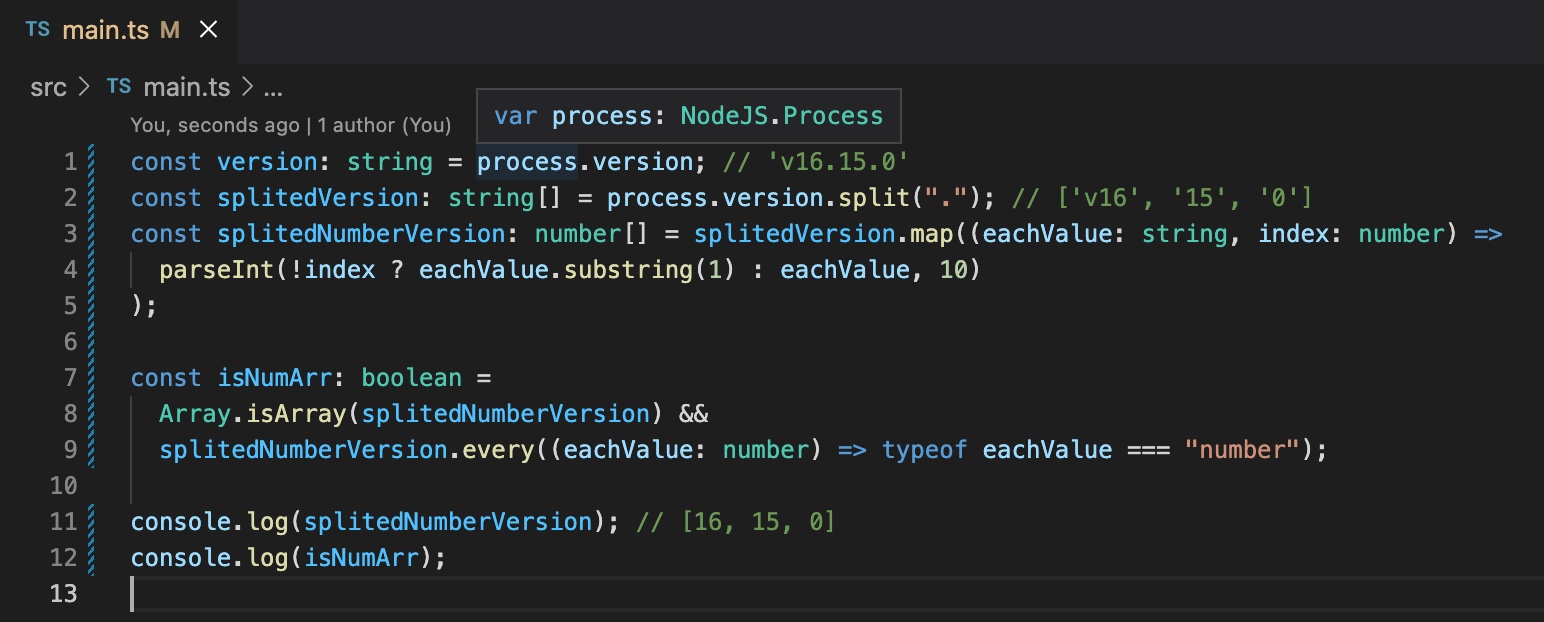 TS main.ts M ×
src > TS main.ts > ...
var process: NodeJS.Process
You, seconds ago | 1 author (You)
1 const version: string = process.version; // 'v16.15.0'
2 const splitedVersion: string[] = process.version.split("."); // ['v16', '15', '0']
3 const splitedNumberVersion: number[] = splitedVersion.map((eachValue: string, index: number) =>
4 parseInt(!index ? eachValue.substring(1) : eachValue, 10)
5 );
6
7 const isNumArr: boolean =
8 Array.isArray(splitedNumberVersion) &&
9 splitedNumberVersion.every((eachValue: number) => typeof eachValue === "number");
10
11 console.log(splitedNumberVersion); // [16, 15, 0]
12 console.log(isNumArr);
13